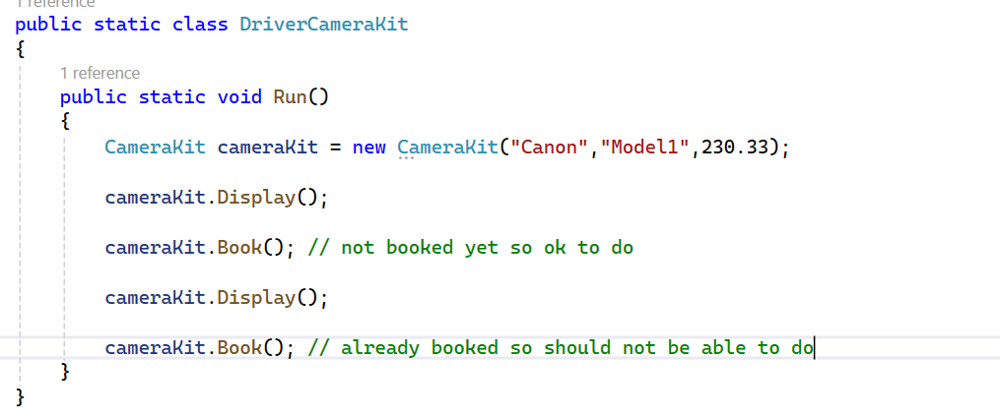 1 reference
public static class DriverCameraKit
{
1 reference
public static void Run()
{
CameraKit cameraKit = new CameraKit("Canon","Model1",230.33);
cameraKit.Display();
cameraKit.Book(); // not booked yet so ok to do
cameraKit.Display();
cameraKit.Book(); // already booked so should not be able to do
}
}